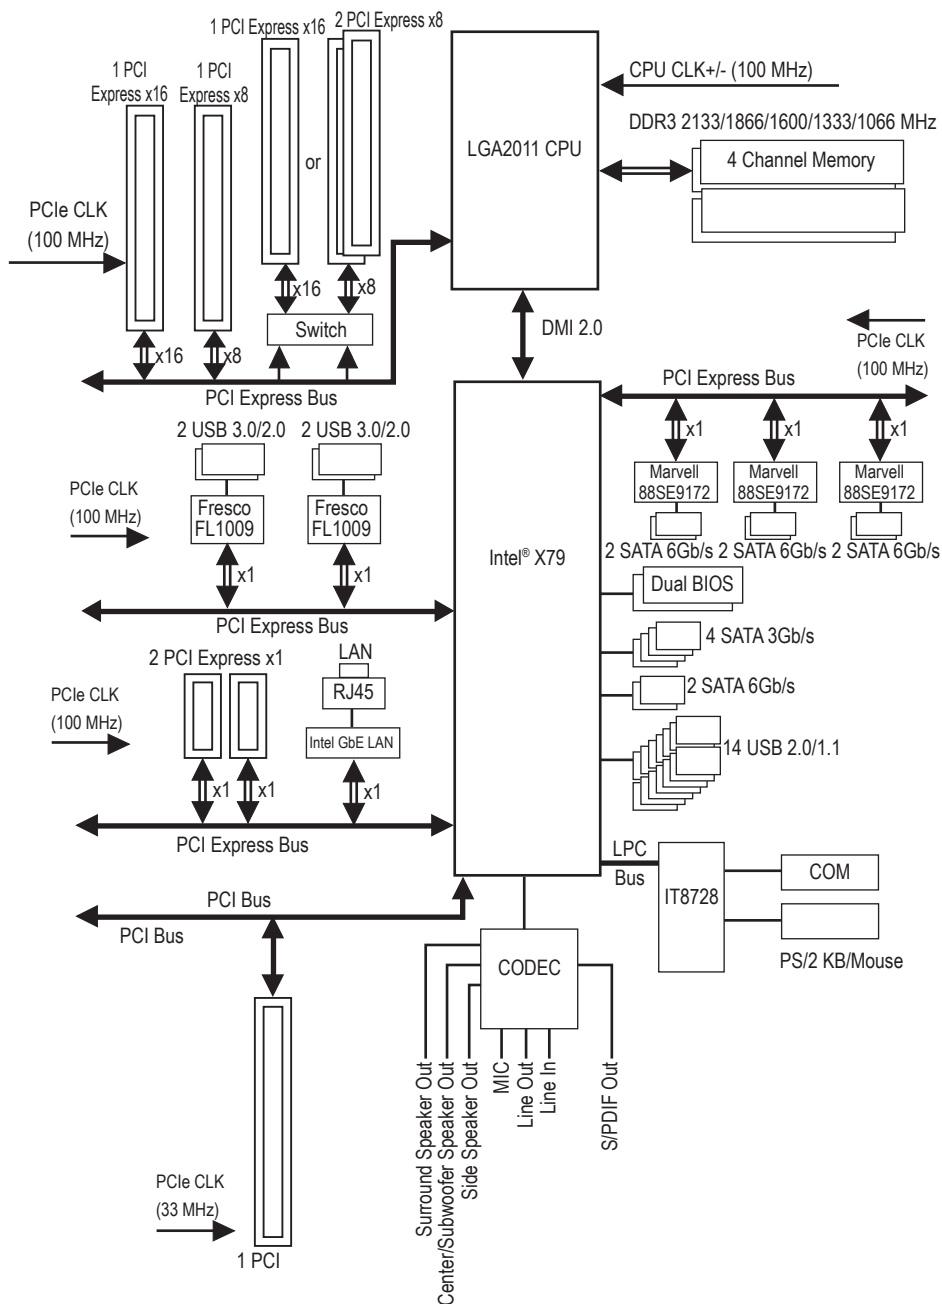 1 PCI Express x16
2 PCI Express x8
1 PCI
Express x16
1 PCI
Express x8
or
PCIe CLK
(100 MHz)
x16
x8
Switch
x16
x8
PCI Express Bus
LGA2011 CPU
CPU CLK+/- (100 MHz)
DDR3 2133/1866/1600/1333/1066 MHz
4 Channel Memory
DMI 2.0
PCIe CLK
(100 MHz)
PCI Express Bus
x1
x1
x1
Marvell
88SE9172
Marvell
88SE9172
Marvell
88SE9172
2 SATA 6Gb/s
2 SATA 6Gb/s
2 SATA 6Gb/s
2 USB 3.0/2.0
2 USB 3.0/2.0
PCIe CLK
(100 MHz)
Fresco
FL1009
Fresco
FL1009
x1
x1
PCI Express Bus
Intel® X79
Dual BIOS
4 SATA 3Gb/s
2 SATA 6Gb/s
14 USB 2.0/1.1
2 PCI Express x1
LAN
RJ45
PCIe CLK
(100 MHz)
Intel GbE LAN
x1
x1
x1
PCI Express Bus
LPC
Bus
IT8728
COM
PS/2 KB/Mouse
PCI Bus
PCI Bus
CODEC
Surround Speaker Out
Center/Subwoofer Speaker Out
Side Speaker Out
MIC
Line Out
Line In
S/PDIF Out
PCIe CLK
(33 MHz)
1 PCI